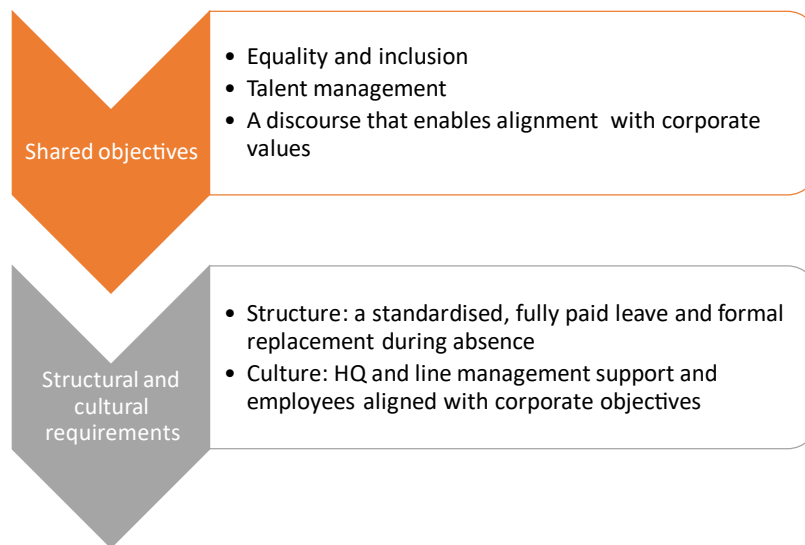 Shared objectives
• Equality and inclusion
• Talent management
• A discourse that enables alignment with corporate
values
Structural and
cultural
requirements
• Structure: a standardised, fully paid leave and formal
replacement during absence
• Culture: HQ and line management support and
employees aligned with corporate objectives